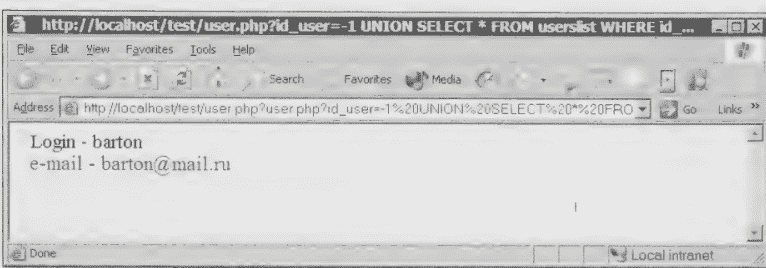 http://localhost/test/user.php?id_user=-1 UNION SELECT * FROM userslist WHERE id_...
File Edit View Favorites Tools Help
Search Favorites Media
Address http://localhost/test/user.php?user.php?id_user=-1%20UNION%20SELECT%20*%20FRO Go Links »
Login - barton
e-mail - barton@mail.ru
Done Local intranet